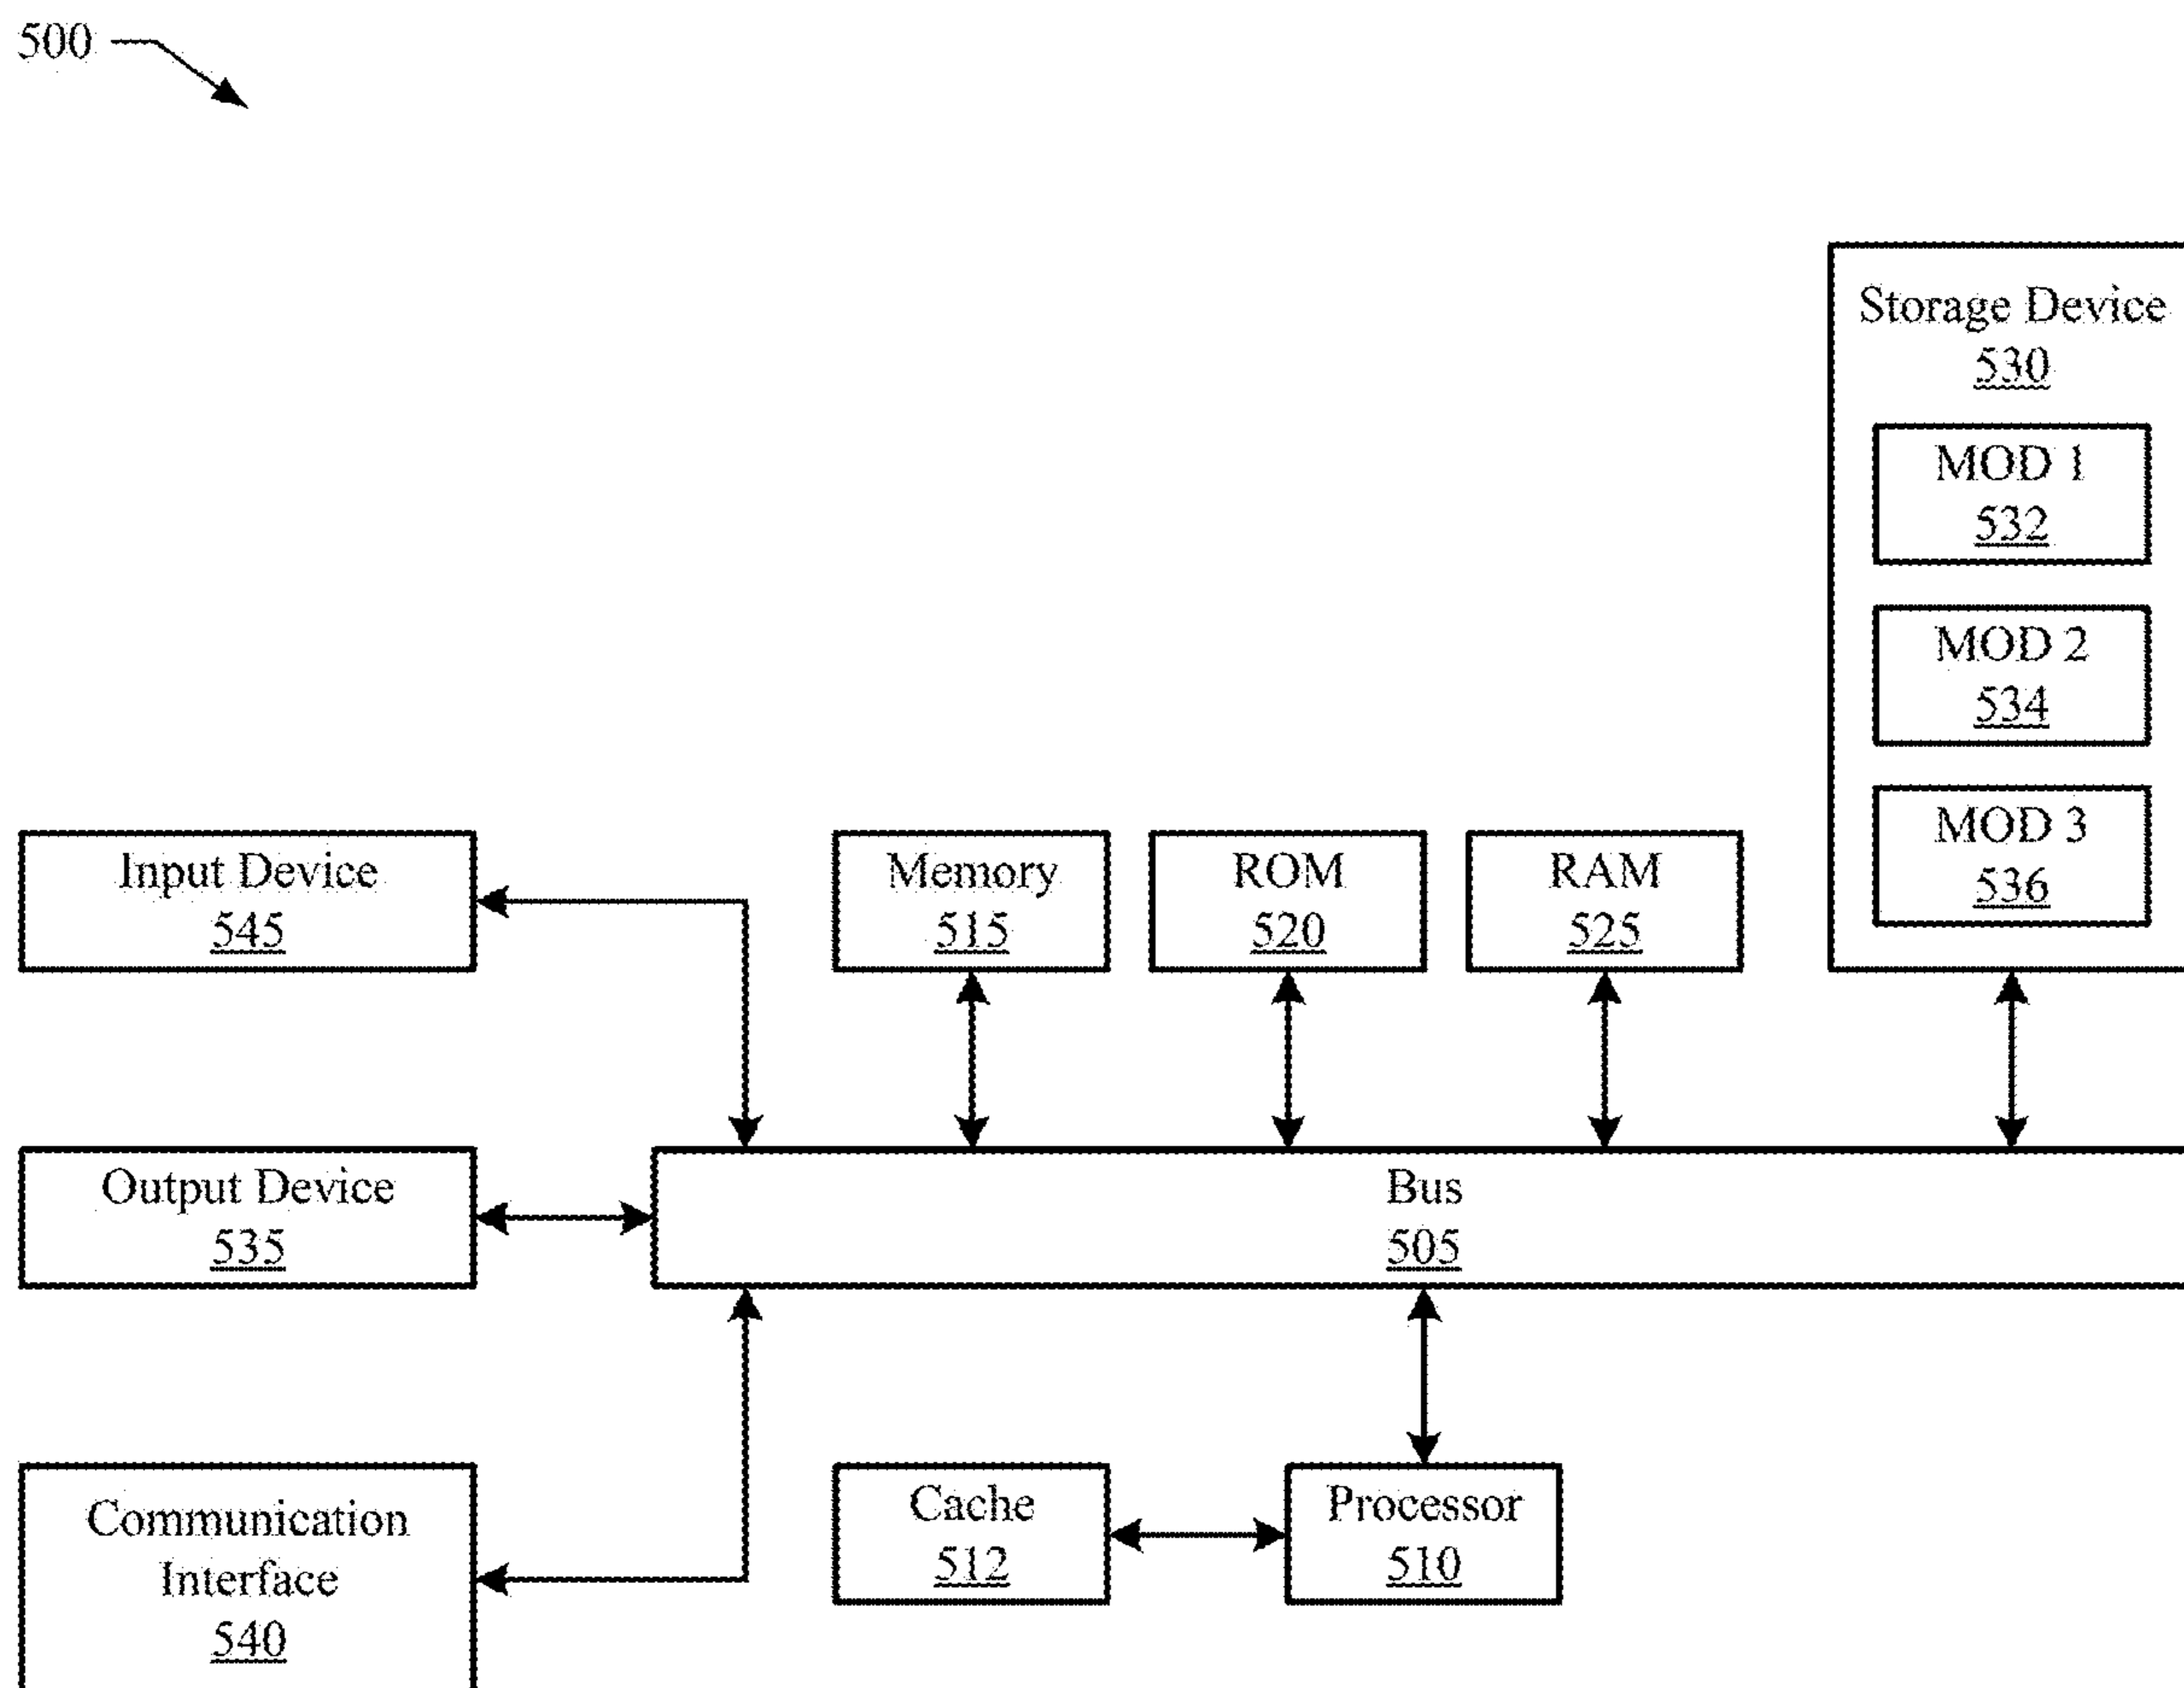 500
Storage Device
530
MOD 1
532
MOD 2
534
MOD 3
536
Input Device
545
Memory
515
ROM
520
RAM
525
Output Device
535
Bus
505
Communication
Interface
540
Cache
512
Processor
510